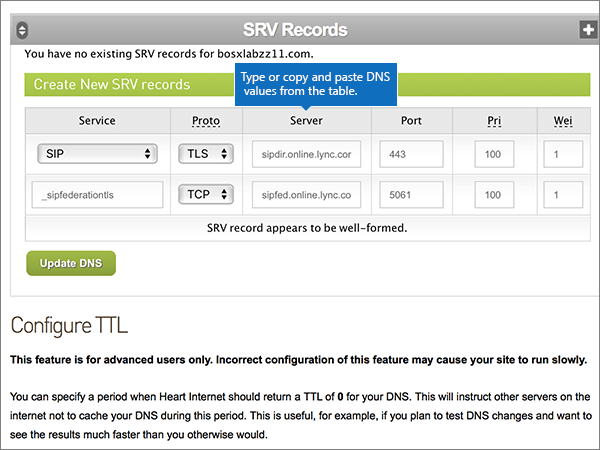 SRV Records
You have no existing SRV records for bosxlabzz11.com.
Create New SRV records
Type or copy and paste DNS
values from the table.
Service Proto Server Port Pri Wei
SIP TLS sipdir.online.lync.cor 443 100 1
_sipfederationtls TCP sipfed.online.lync.co 5061 100 1
SRV record appears to be well-formed.
Update DNS
Configure TTL
This feature is for advanced users only. Incorrect configuration of this feature may cause your site to run slowly.
You can specify a period when Heart Internet should return a TTL of 0 for your DNS. This will instruct other servers on the
internet not to cache your DNS during this period. This is useful, for example, if you plan to test DNS changes and want to
see the results much faster than you otherwise would.